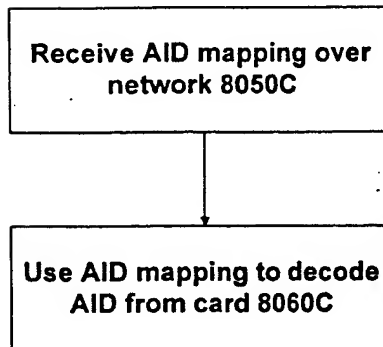 Receive AID mapping over
network 8050C
Use AID mapping to decode
AID from card 8060C